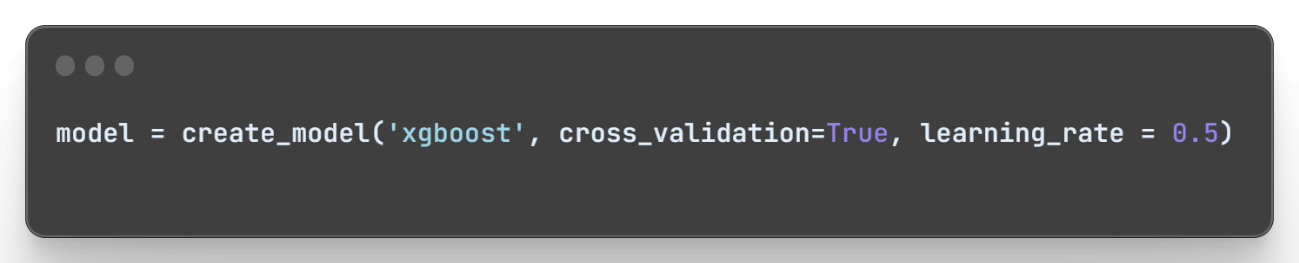 model = create_model('xgboost', cross_validation=True, learning_rate = 0.5)